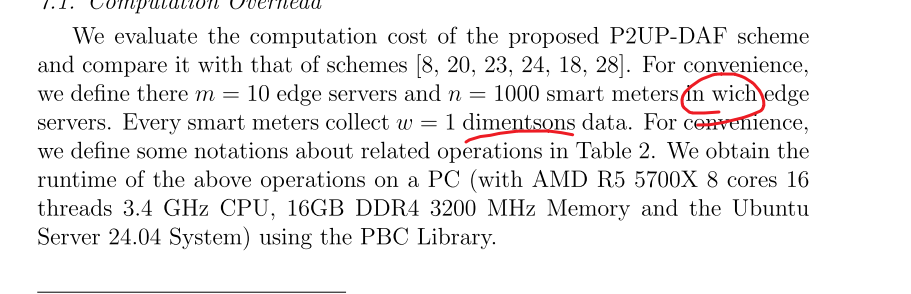 7.1. Computation Overhead
We evaluate the computation cost of the proposed P2UP-DAF scheme
and compare it with that of schemes [8, 20, 23, 24, 18, 28]. For convenience,
we define there m = 10 edge servers and n = 1000 smart meters in wich edge
servers. Every smart meters collect w = 1 dimentsons data. For convenience,
we define some notations about related operations in Table 2. We obtain the
runtime of the above operations on a PC (with AMD R5 5700X 8 cores 16
threads 3.4 GHz CPU, 16GB DDR4 3200 MHz Memory and the Ubuntu
Server 24.04 System) using the PBC Library.